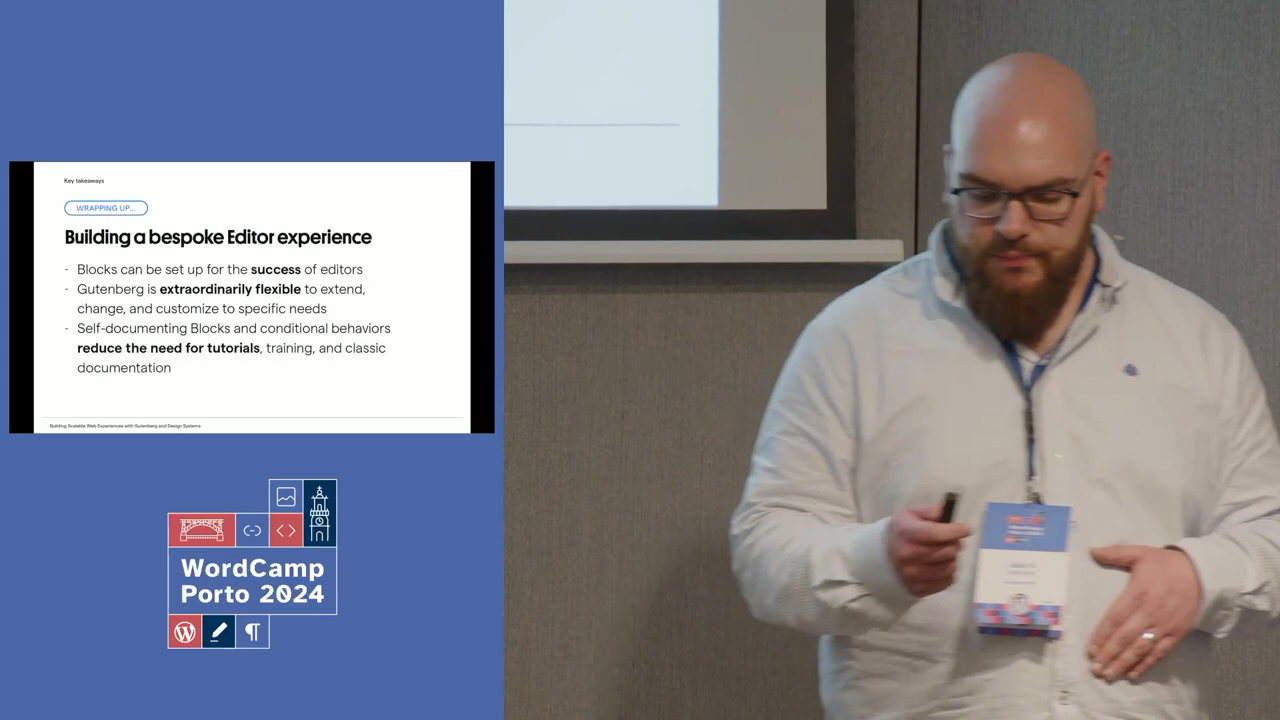 Key takeaways
WRAPPING UP...
Building a bespoke Editor experience
- Blocks can be set up for the success of editors
- Gutenberg is extraordinarily flexible to extend,
change, and customize to specific needs
- Self-documenting Blocks and conditional behaviors
reduce the need for tutorials, training, and classic
documentation
Building Scalable Web Experiences with Gutenberg and Design Systems
WordCamp
Porto 2024